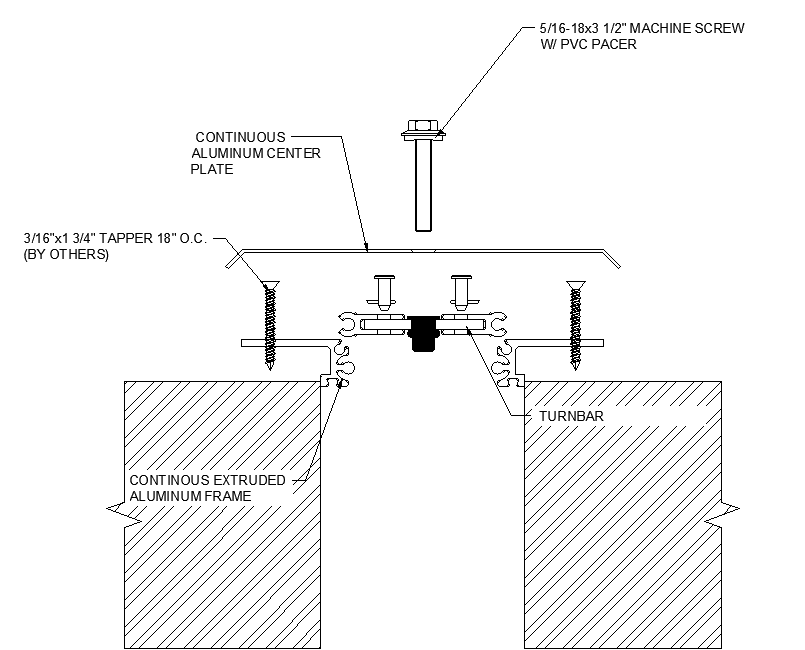 5/16-18x3 1/2" MACHINE SCREW
W/ PVC PACER
CONTINUOUS
ALUMINUM CENTER
PLATE
3/16"x1 3/4" TAPPER 18" O.C.
(BY OTHERS)
TURNBAR
CONTINOUS EXTRUDED
ALUMINUM FRAME